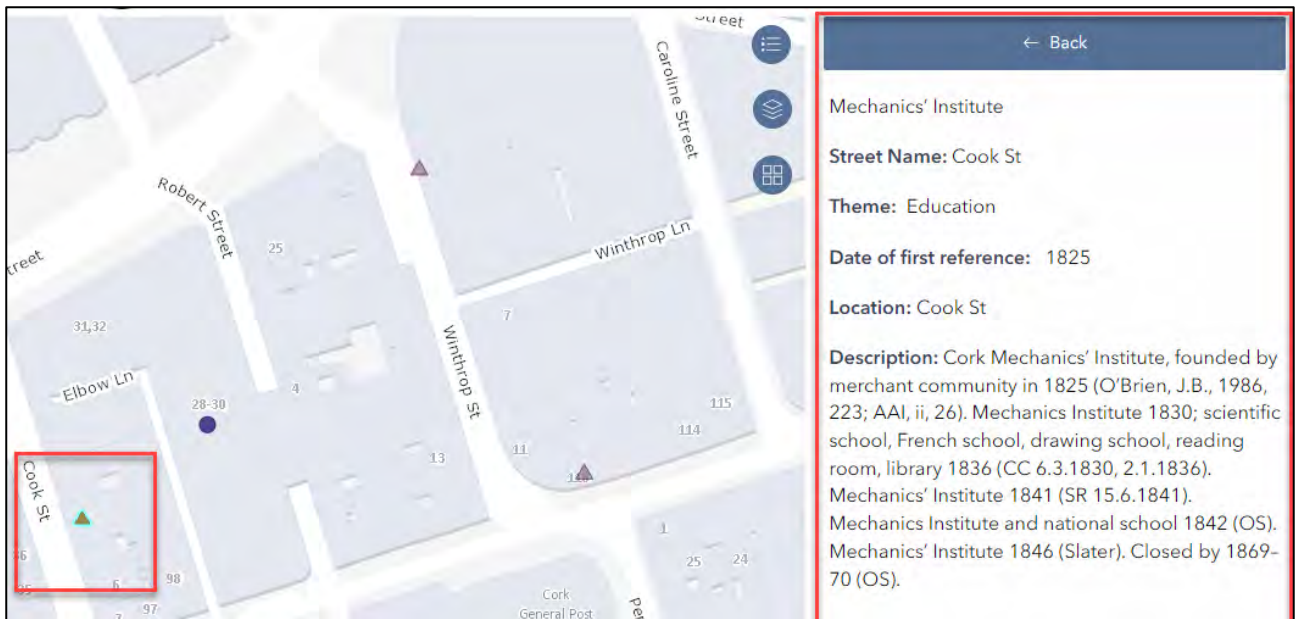 Street
Caroline Street
Robert Street
25
Winthrop Ln
treet
7
31,32
Winthrop St
Elbow Ln
4
28-30
115
114
13
11
Cook St
1
98
25
24
6
97
Cork
General Post
← Back
Mechanics’ Institute
Street Name: Cook St
Theme: Education
Date of first reference: 1825
Location: Cook St
Description: Cork Mechanics’ Institute, founded by
merchant community in 1825 (O’Brien, J.B., 1986,
223; AAI, ii, 26). Mechanics Institute 1830; scientific
school, French school, drawing school, reading
room, library 1836 (CC 6.3.1830, 2.1.1836).
Mechanics’ Institute 1841 (SR 15.6.1841).
Mechanics Institute and national school 1842 (OS).
Mechanics’ Institute 1846 (Slater). Closed by 1869–
70 (OS).